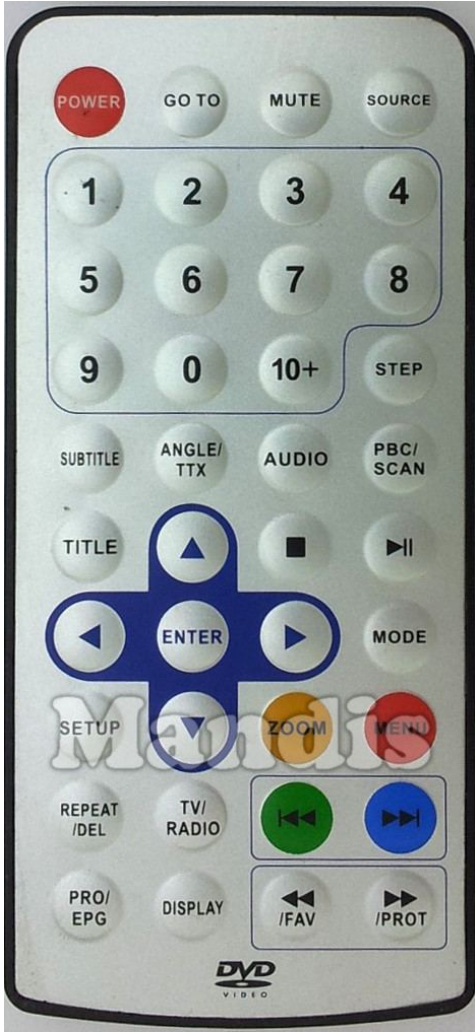 POWER GO TO MUTE SOURCE
1 2 3 4
5 6 7 8
9 0 10+ STEP
SUBTITLE ANGLE/ AUDIO PBC/
TTX SCAN
TITLE
ENTER MODE
SETUP ZOOM MENU
Mandis
REPEAT TV/
/DEL RADIO
PRO/ DISPLAY /FAV /PROT
EPG
DVD
VIDEO